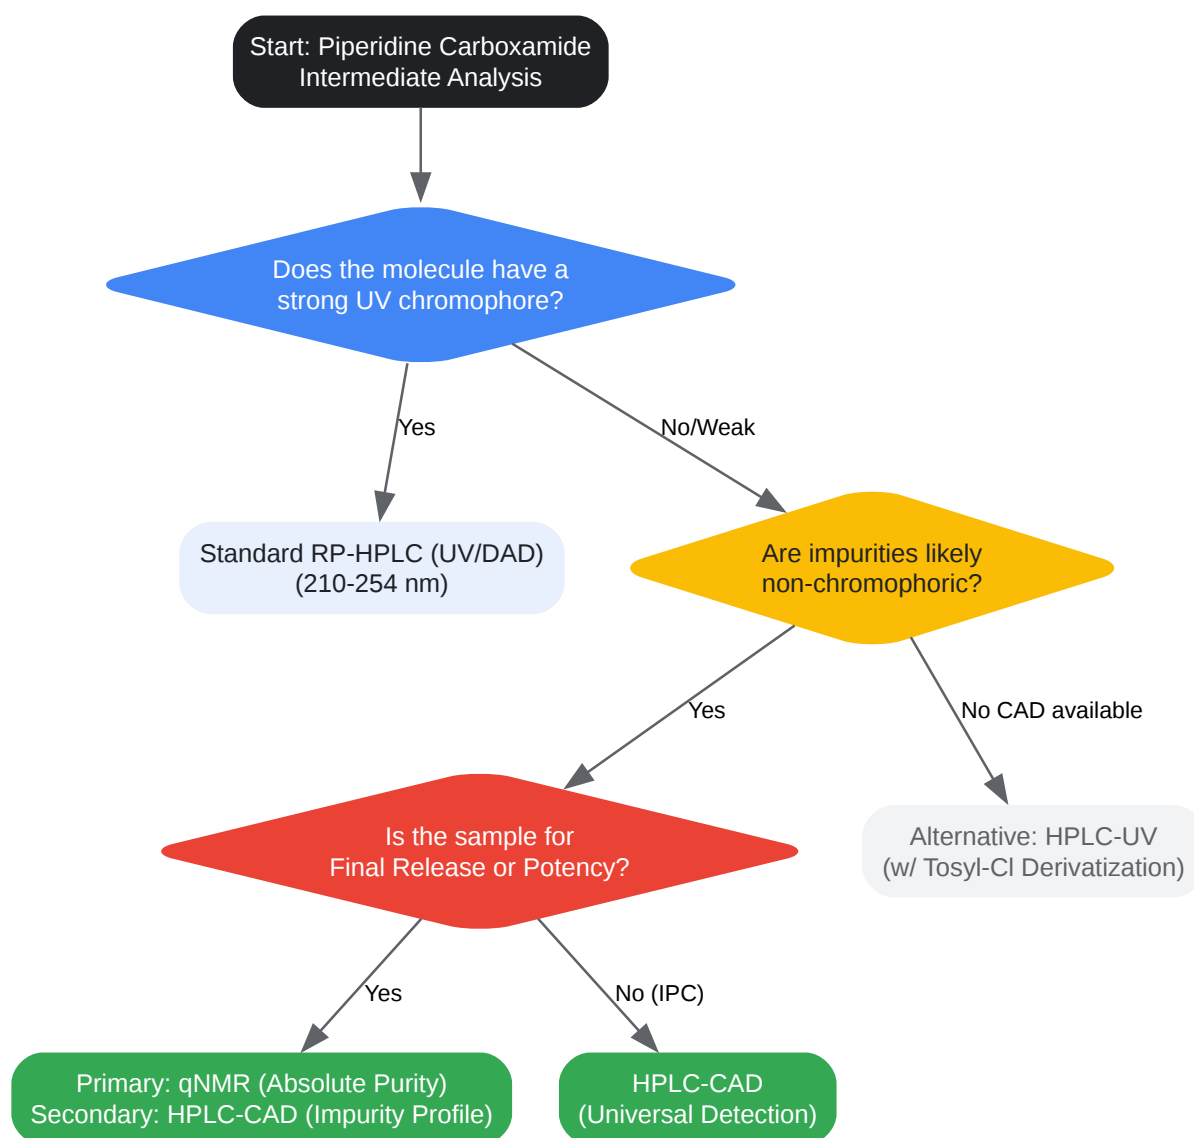 Start: Piperidine Carboxamide
Intermediate Analysis
Does the molecule have a
strong UV chromophore?
Yes
No/Weak
Standard RP-HPLC (UV/DAD)
(210-254 nm)
Are impurities likely
non-chromophoric?
Yes
No CAD available
Is the sample for
Final Release or Potency?
Alternative: HPLC-UV
(w/ Tosyl-Cl Derivatization)
Yes
No (IPC)
Primary: qNMR (Absolute Purity)
Secondary: HPLC-CAD (Impurity Profile)
HPLC-CAD
(Universal Detection)